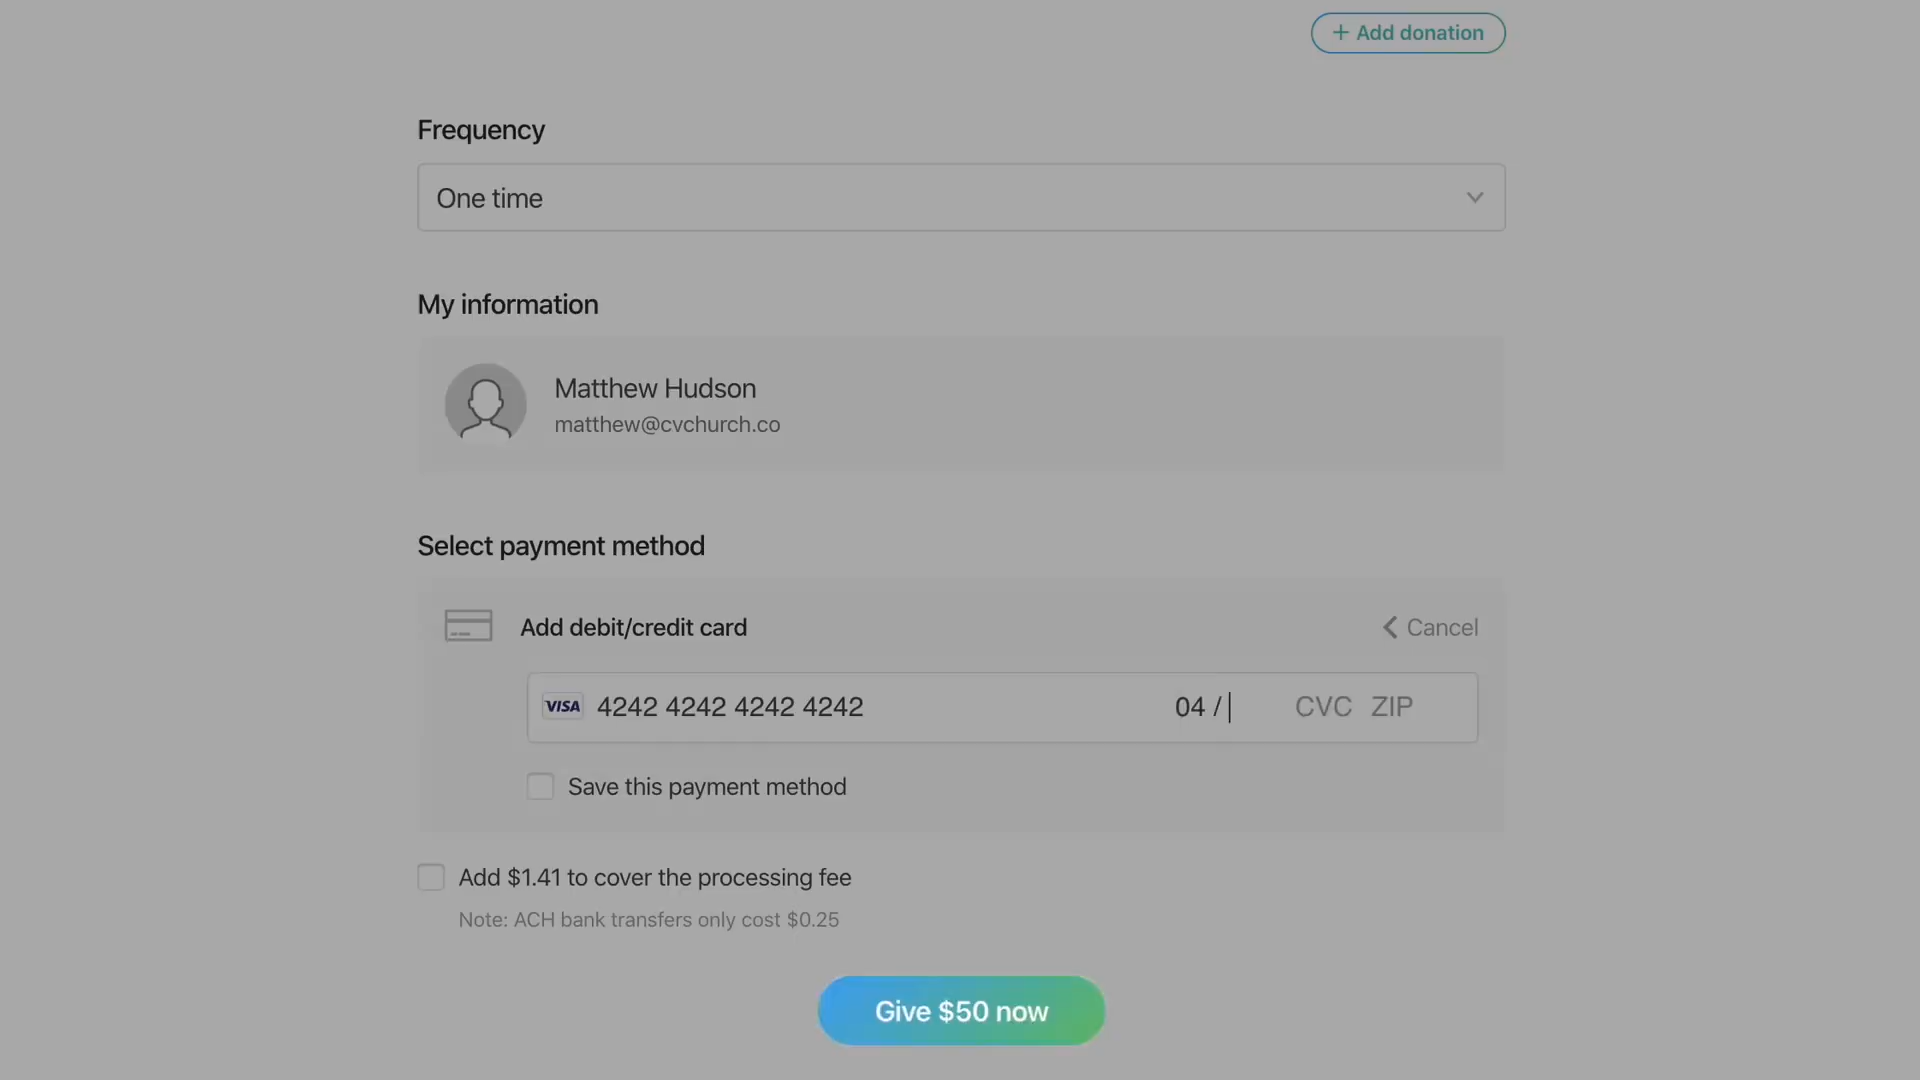 + Add donation
Frequency
One time
My information
Matthew Hudson
matthew@cvchurch.co
Select payment method
Add debit/credit card
Cancel
VISA 4242 4242 4242 4242 04 / CVC ZIP
Save this payment method
Add $1.41 to cover the processing fee
Note: ACH bank transfers only cost $0.25
Give $50 now